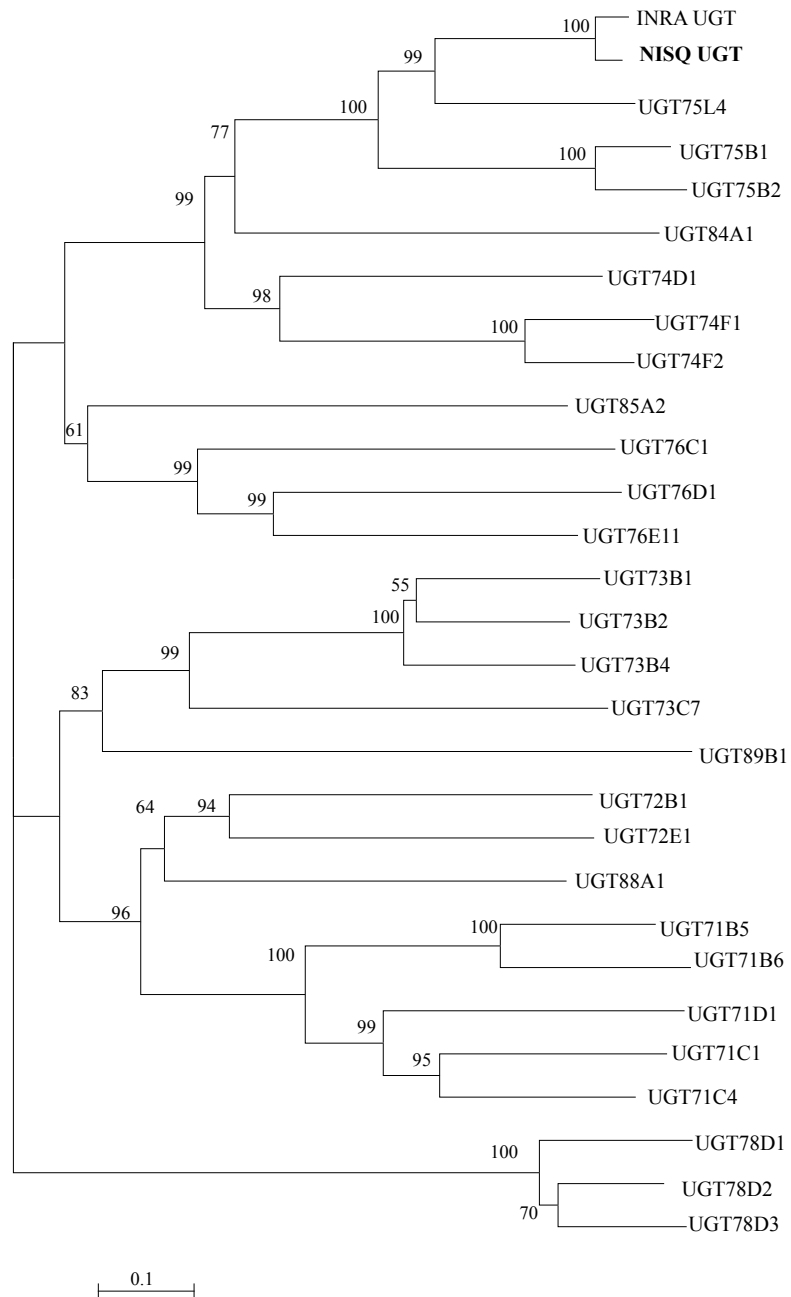 INRA UGT
100
NISQ UGT
99
UGT75L4
100
77
UGT75B1
100
UGT75B2
99
UGT84A1
UGT74D1
98
UGT74F1
100
UGT74F2
UGT85A2
61
UGT76C1
99
UGT76D1
99
UGT76E11
UGT73B1
55
UGT73B2
100
99
UGT73B4
83
UGT73C7
UGT89B1
UGT72B1
64
94
UGT72E1
UGT88A1
96
UGT71B5
100
100
UGT71B6
UGT71D1
99
UGT71C1
95
UGT71C4
UGT78D1
100
UGT78D2
70
UGT78D3
0.1